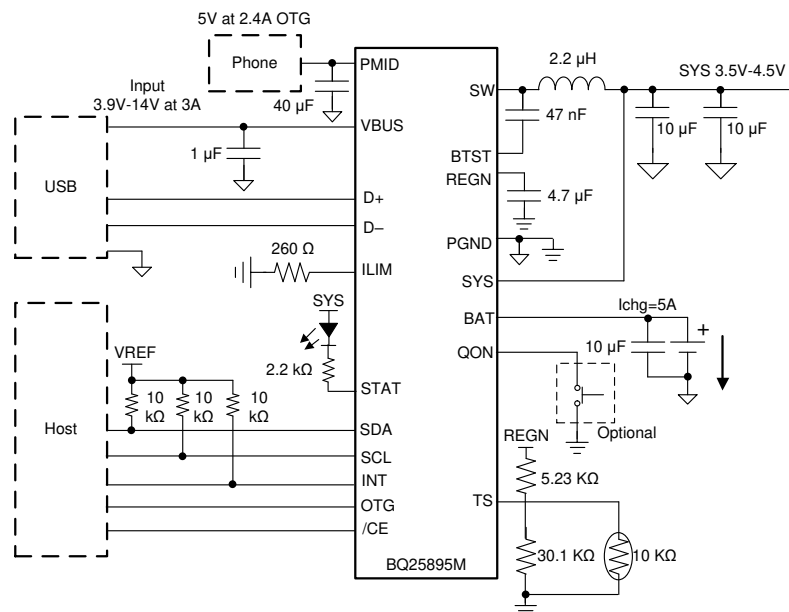 5V at 2.4A OTG
Phone
PMID
40 µF
Input
3.9V-14V at 3A
VBUS
1 µF
USB
D+
D–
260 Ω
ILIM
SYS
2.2 kΩ
STAT
VREF
10 kΩ
10 kΩ
10 kΩ
Host
SDA
SCL
INT
OTG
/CE
BQ25895M
SW
2.2 µH
SYS 3.5V-4.5V
47 nF
10 µF
10 µF
BTST
REGN
4.7 µF
PGND
SYS
BAT
Ichg=5A
10 µF
+
QON
Optional
REGN
5.23 KΩ
TS
30.1 KΩ
10 KΩ